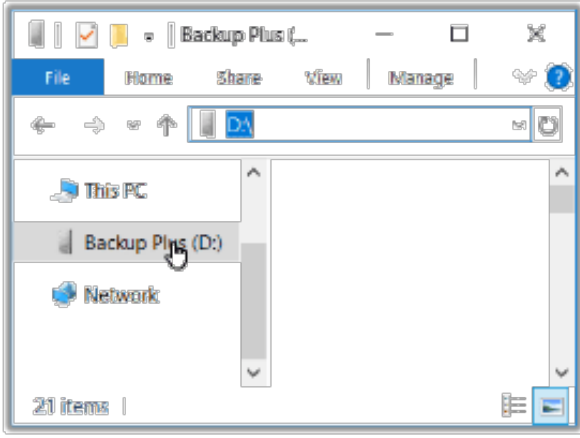 Backup Plus (...
File Home Share View Manage ?
D:\
This PC
Backup Plus (D:)
Network
21 items